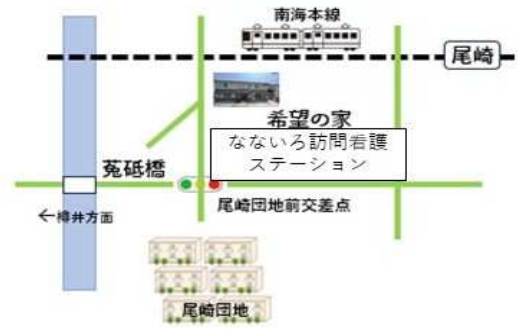 南海本線
尾崎
希望の家
なないろ訪問看護
ステーション
菟砥橋
尾崎団地前交差点
←樽井方面
尾崎団地